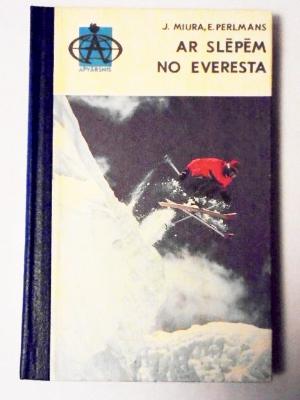 J. MIURA, E. PERLMANS
AR SLĒPĒM
NO EVERESTA
APVĀRSNIS